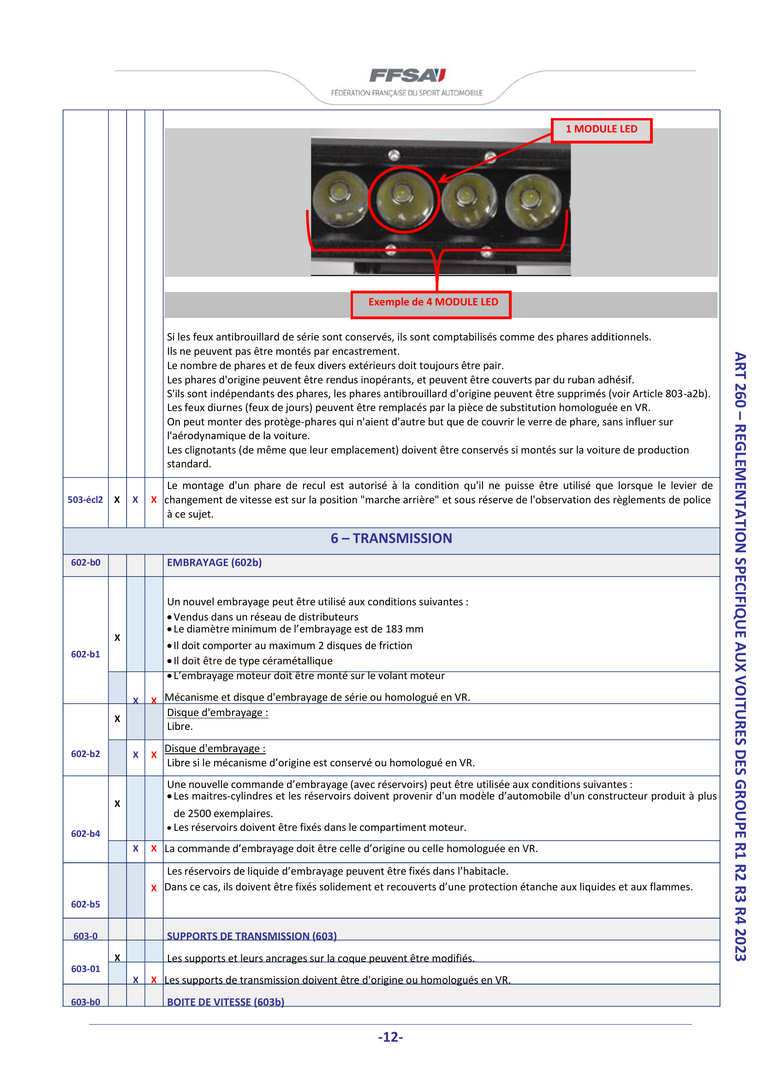 FFSA
FÉDÉRATION FRANÇAISE DU SPORT AUTOMOBILE
1 MODULE LED
Exemple de 4 MODULE LED
Si les feux antibrouillard de série sont conservés, ils sont comptabilisés comme des phares additionnels.
Ils ne peuvent pas être montés par encastrement.
Le nombre de phares et de feux divers extérieurs doit toujours être pair.
Les phares d'origine peuvent être rendus inopérants, et peuvent être couverts par du ruban adhésif.
S'ils sont indépendants des phares, les phares antibrouillard d'origine peuvent être supprimés (voir Article 803-a2b).
Les feux diurnes (feux de jours) peuvent être remplacés par la pièce de substitution homologuée en VR.
On peut monter des protège-phares qui n'aient d'autre but que de couvrir le verre de phare, sans influer sur
l'aérodynamique de la voiture.
Les clignotants (de même que leur emplacement) doivent être conservés si montés sur la voiture de production
standard.
Le montage d'un phare de recul est autorisé à la condition qu'il ne puisse être utilisé que lorsque le levier de
503-écl2 X X X changement de vitesse est sur la position "marche arrière" et sous réserve de l'observation des règlements de police
à ce sujet.
6 – TRANSMISSION
602-b0 EMBRAYAGE (602b)
Un nouvel embrayage peut être utilisé aux conditions suivantes :
• Vendus dans un réseau de distributeurs
• Le diamètre minimum de l'embrayage est de 183 mm
X
• Il doit comporter au maximum 2 disques de friction
602-b1
• Il doit être de type céramétallique
• L'embrayage moteur doit être monté sur le volant moteur
X X Mécanisme et disque d'embrayage de série ou homologué en VR.
Disque d'embrayage :
X
Libre.
602-b2
Disque d'embrayage :
X X
Libre si le mécanisme d'origine est conservé ou homologué en VR.
Une nouvelle commande d'embrayage (avec réservoirs) peut être utilisée aux conditions suivantes :
• Les maitres-cylindres et les réservoirs doivent provenir d'un modèle d'automobile d'un constructeur produit à plus
X
de 2500 exemplaires.
• Les réservoirs doivent être fixés dans le compartiment moteur.
602-b4
X X La commande d'embrayage doit être celle d'origine ou celle homologuée en VR.
Les réservoirs de liquide d'embrayage peuvent être fixés dans l'habitacle.
X Dans ce cas, ils doivent être fixés solidement et recouverts d'une protection étanche aux liquides et aux flammes.
602-b5
603-0 SUPPORTS DE TRANSMISSION (603)
X Les supports et leurs ancrages sur la coque peuvent être modifiés.
603-01
X X Les supports de transmission doivent être d'origine ou homologués en VR.
603-b0 BOITE DE VITESSE (603b)
ART 260 – REGLEMENTATION SPECIFIQUE AUX VOITURES DES GROUPE R1 R2 R3 R4 2023
-12-